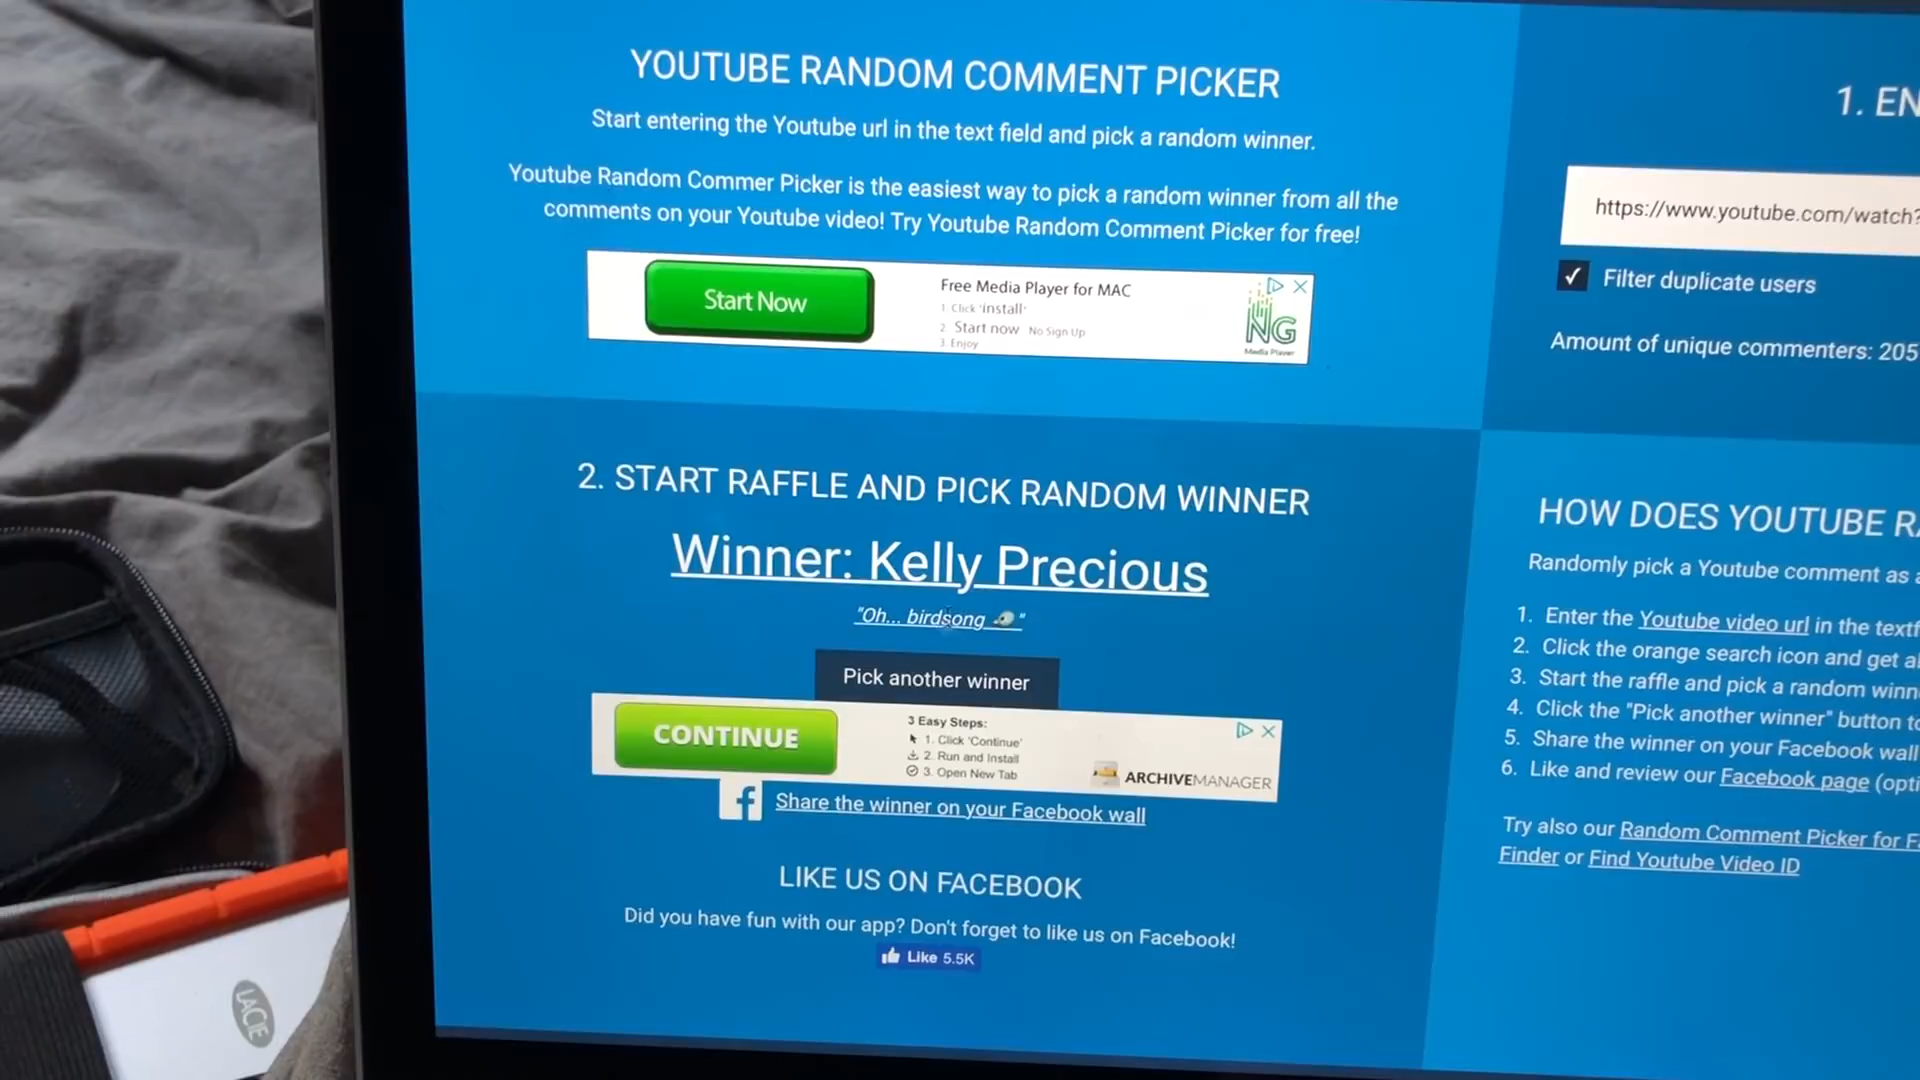 YOUTUBE RANDOM COMMENT PICKER
Start entering the Youtube url in the text field and pick a random winner.
Youtube Random Commer Picker is the easiest way to pick a random winner from all the
comments on your Youtube video! Try Youtube Random Comment Picker for free!
Start Now
Free Media Player for MAC
1. Click 'install'
2. Start now No Sign Up
3. Enjoy
NG
Media Player
2. START RAFFLE AND PICK RANDOM WINNER
Winner: Kelly Precious
"Oh... birdsong 🐦"
Pick another winner
CONTINUE
3 Easy Steps:
1. Click 'Continue'
2. Run and Install
3. Open New Tab
ARCHIVEMANAGER
Share the winner on your Facebook wall
LIKE US ON FACEBOOK
Did you have fun with our app? Don't forget to like us on Facebook!
Like 5.5K
1. EN
https://www.youtube.com/watch?
Filter duplicate users
Amount of unique commenters: 205
HOW DOES YOUTUBE RA
Randomly pick a Youtube comment as a
1. Enter the Youtube video url in the textf
2. Click the orange search icon and get al
3. Start the raffle and pick a random winn
4. Click the "Pick another winner" button to
5. Share the winner on your Facebook wall
6. Like and review our Facebook page (opti
Try also our Random Comment Picker for Fa
Finder or Find Youtube Video ID
LACIE